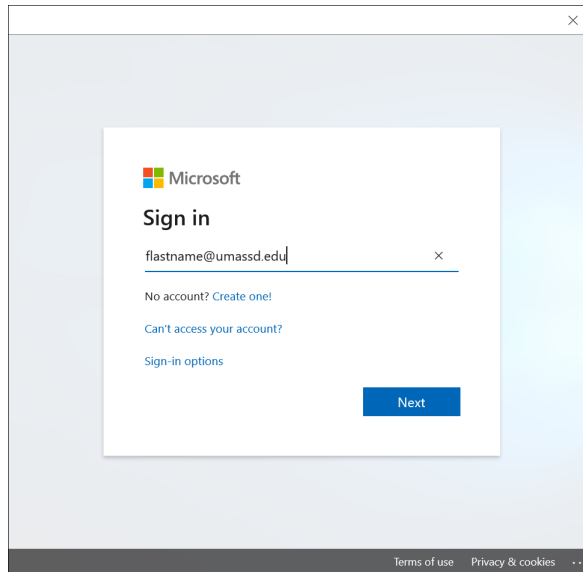 Microsoft
Sign in
flastname@umassd.edu
No account? Create one!
Can't access your account?
Sign-in options
Next
Terms of use Privacy & cookies